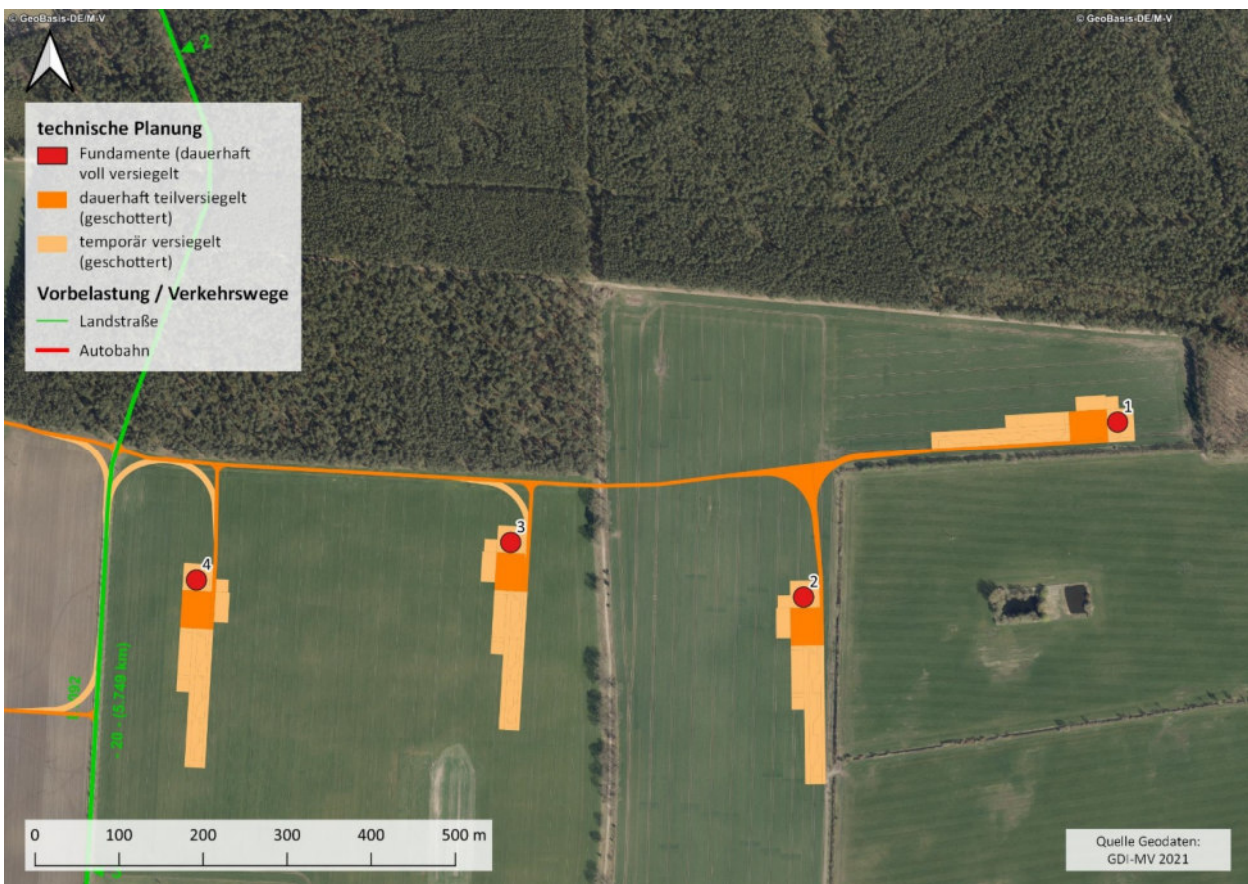 © GeoBasis-DE/M-V
© GeoBasis-DE/M-V
2
technische Planung
Fundamente (dauerhaft
voll versiegelt
dauerhaft teilversiegelt
(geschottert)
temporär versiegelt
(geschottert)
Vorbelastung / Verkehrswege
Landstraße
Autobahn
1
3
4
2
- 20 - (5.749 km)
0 100 200 300 400 500 m
Quelle Geodaten:
GDI-MV 2021